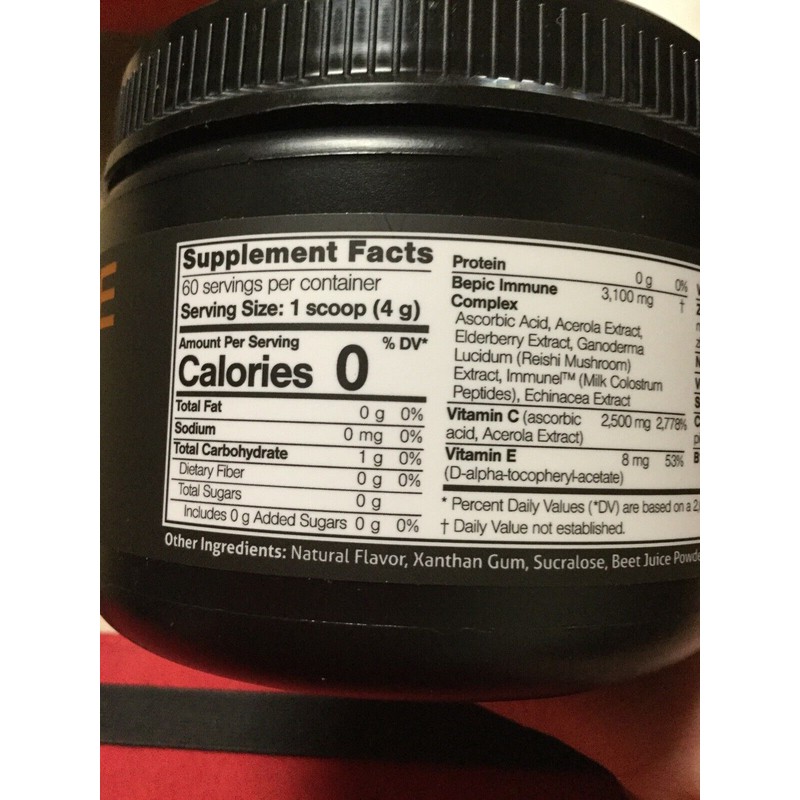 E
Supplement Facts
60 servings per container
Serving Size: 1 scoop (4 g)
Amount Per Serving % DV*
Calories 0
Total Fat 0 g 0%
Sodium 0 mg 0%
Total Carbohydrate 1 g 0%
Dietary Fiber 0 g 0%
Total Sugars 0 g
Includes 0 g Added Sugars 0 g 0%
Protein 0 g 0%
Bepic Immune 3,100 mg †
Complex
Ascorbic Acid, Acerola Extract,
Elderberry Extract, Ganoderma
Lucidum (Reishi Mushroom)
Extract, Immunel™ (Milk Colostrum
Peptides), Echinacea Extract
Vitamin C (ascorbic 2,500 mg 2,778%
acid, Acerola Extract)
Vitamin E 8 mg 53%
(D-alpha-tocopheryl-acetate)
* Percent Daily Values (*DV) are based on a 2
† Daily Value not established.
Other Ingredients: Natural Flavor, Xanthan Gum, Sucralose, Beet Juice Powde